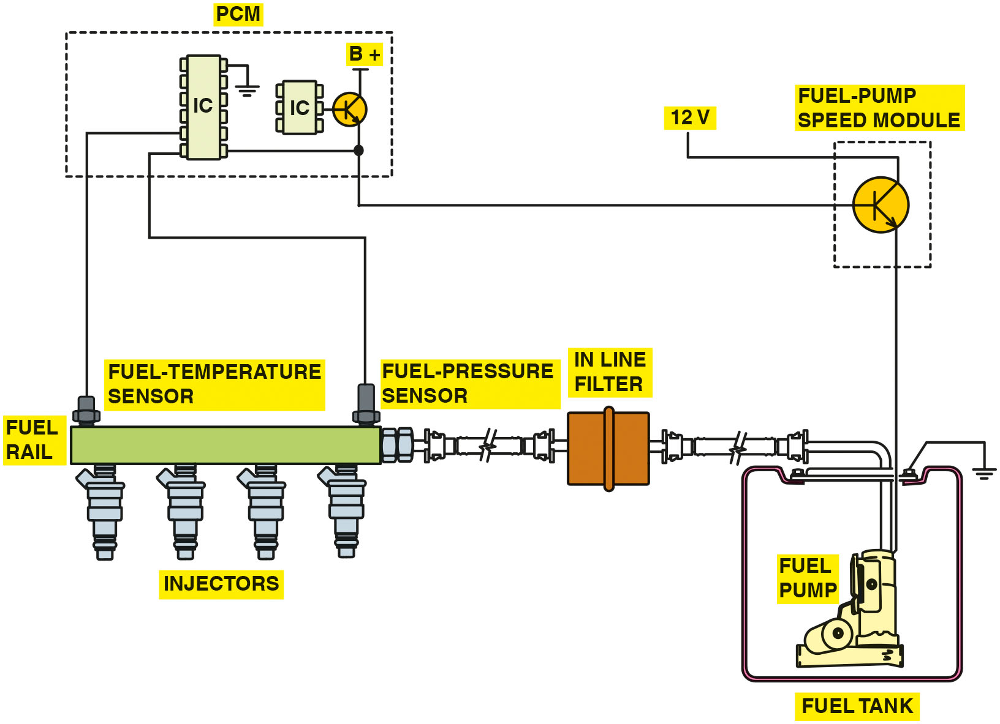 PCM
B +
IC
IC
12 V
FUEL-PUMP
SPEED MODULE
FUEL-TEMPERATURE
SENSOR
FUEL-PRESSURE
SENSOR
IN LINE
FILTER
FUEL
RAIL
INJECTORS
FUEL
PUMP
FUEL TANK